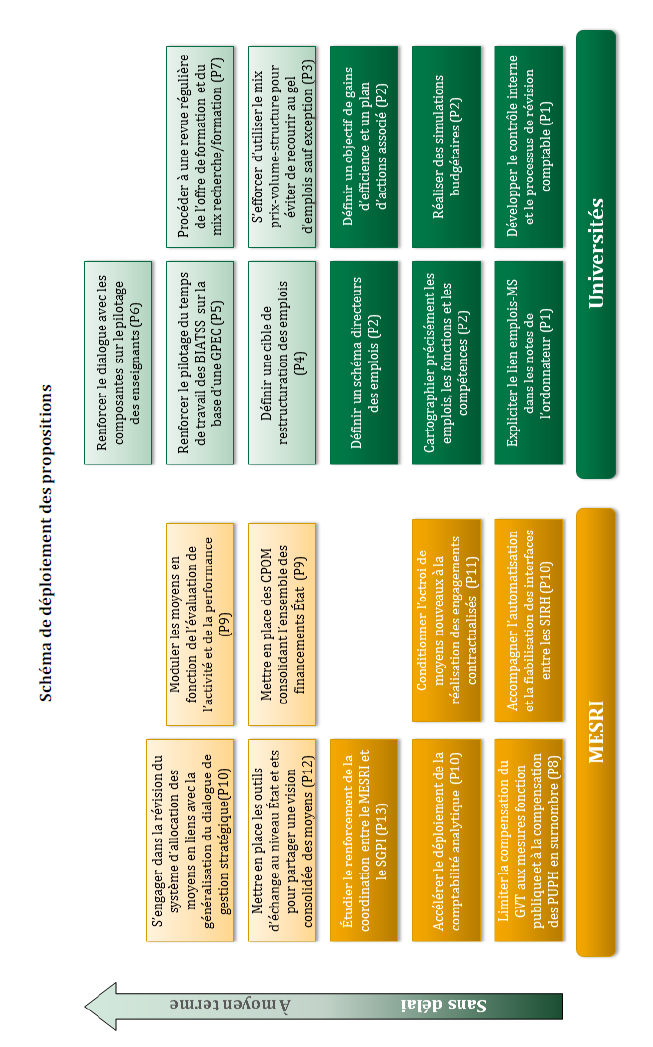 Schéma de déploiement des propositions
À moyen terme
Sans délai
S'engager dans la révision du
système d'allocation des
moyens en liens avec la
généralisation du dialogue de
gestion stratégique(P10)
Mettre en place les outils
d'échange au niveau État et ets
pour partager une vision
consolidée des moyens (P12)
Étudier le renforcement de la
coordination entre le MESRI et
le SGPI (P13)
Accélérer le déploiement de la
comptabilité analytique (P10)
Limiter la compensation du
GVT aux mesures fonction
publique et à la compensation
des PUPH en surnombre (P8)
Moduler les moyens en
fonction de l'évaluation de
l'activité et de la performance
(P9)
Mettre en place des CPOM
consolidant l'ensemble des
financements État (P9)
Conditionner l'octroi de
moyens nouveaux à la
réalisation des engagements
contractualisés (P11)
Accompagner l'automatisation
et la fiabilisation des interfaces
entre les SIRH (P10)
MESRI
Renforcer le dialogue avec les
composantes sur le pilotage
des enseignants (P6)
Renforcer le pilotage du temps
de travail des BIATSS sur la
base d'une GPEC (P5)
Définir une cible de
restructuration des emplois
(P4)
Définir un schéma directeurs
des emplois (P2)
Cartographier précisément les
emplois, les fonctions et les
compétences (P2)
Expliciter le lien emplois-MS
dans les notes de
l'ordonnateur (P1)
Procéder à une revue régulière
de l'offre de formation et du
mix recherche/formation (P7)
S'efforcer d'utiliser le mix
prix-volume-structure pour
éviter de recourir au gel
d'emplois sauf exception (P3)
Définir un objectif de gains
d'efficience et un plan
d'actions associé (P2)
Réaliser des simulations
budgétaires (P2)
Développer le contrôle interne
et le processus de révision
comptable (P1)
Universités